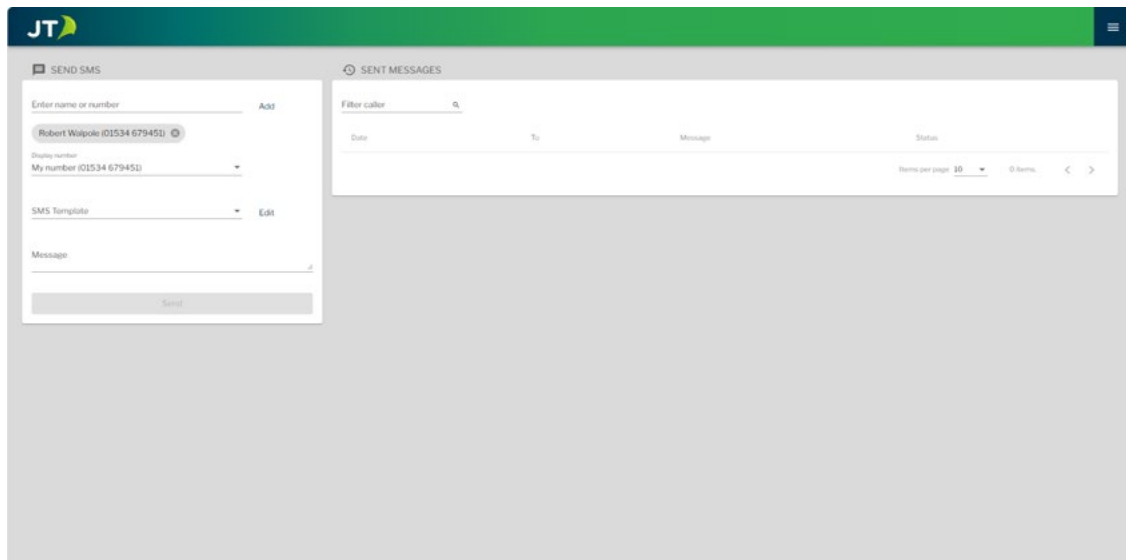 JT
SEND SMS
Enter name or number Add
Robert Walpole (01534 679451)
Display number
My number (01534 679451)
SMS Template Edit
Message
Send
SENT MESSAGES
Filter caller
Date To Message Status
Items per page 10 0 items